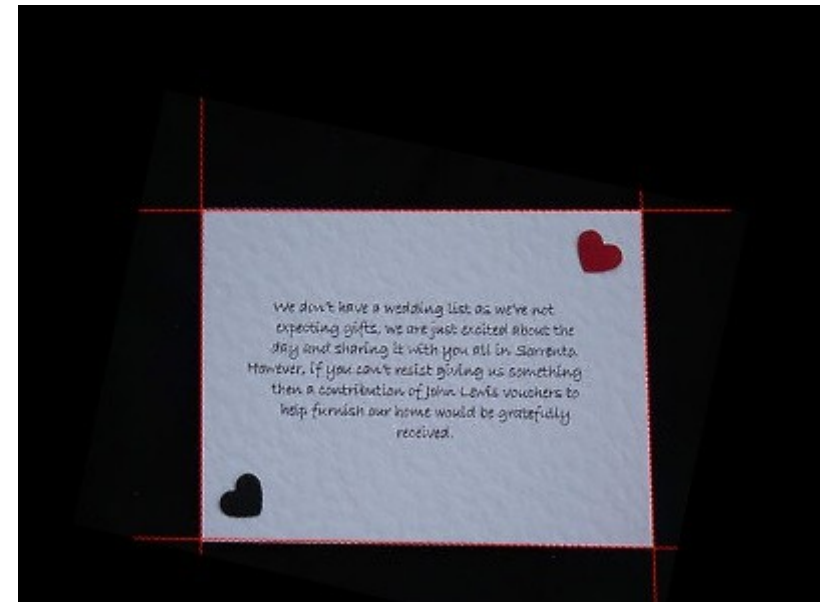 We don't have a wedding list as we're not
expecting gifts, we are just excited about the
day and sharing it with you all in Sorrento.
However, if you can't resist giving us something
then a contribution of John Lewis vouchers to
help furnish our home would be gratefully
received.